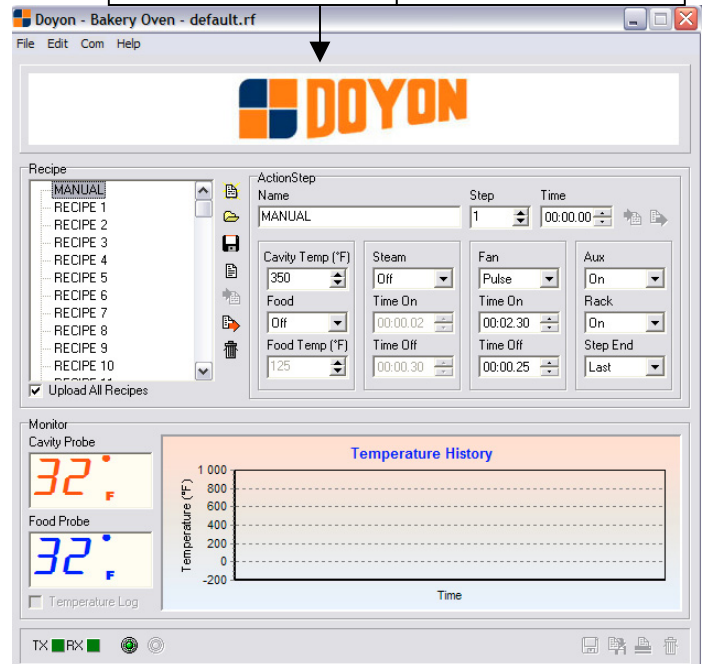 Doyon - Bakery Oven - default.rf
File Edit Com Help
DOYON
Recipe
MANUAL
RECIPE 1
RECIPE 2
RECIPE 3
RECIPE 4
RECIPE 5
RECIPE 6
RECIPE 7
RECIPE 8
RECIPE 9
RECIPE 10
Upload All Recipes
ActionStep
Name Step Time
MANUAL 1 00:00.00
Cavity Temp (°F) Steam Fan Aux
350 Off Pulse On
Food Time On Time On Rack
Off 00:00.02 00:02.30 On
Food Temp (°F) Time Off Time Off Step End
125 00:00.30 00:00.25 Last
Monitor
Cavity Probe
32°F
Food Probe
32°F
Temperature Log
Temperature History
Temperature (°F)
1 000
800
600
400
200
0
-200
Time
TX RX